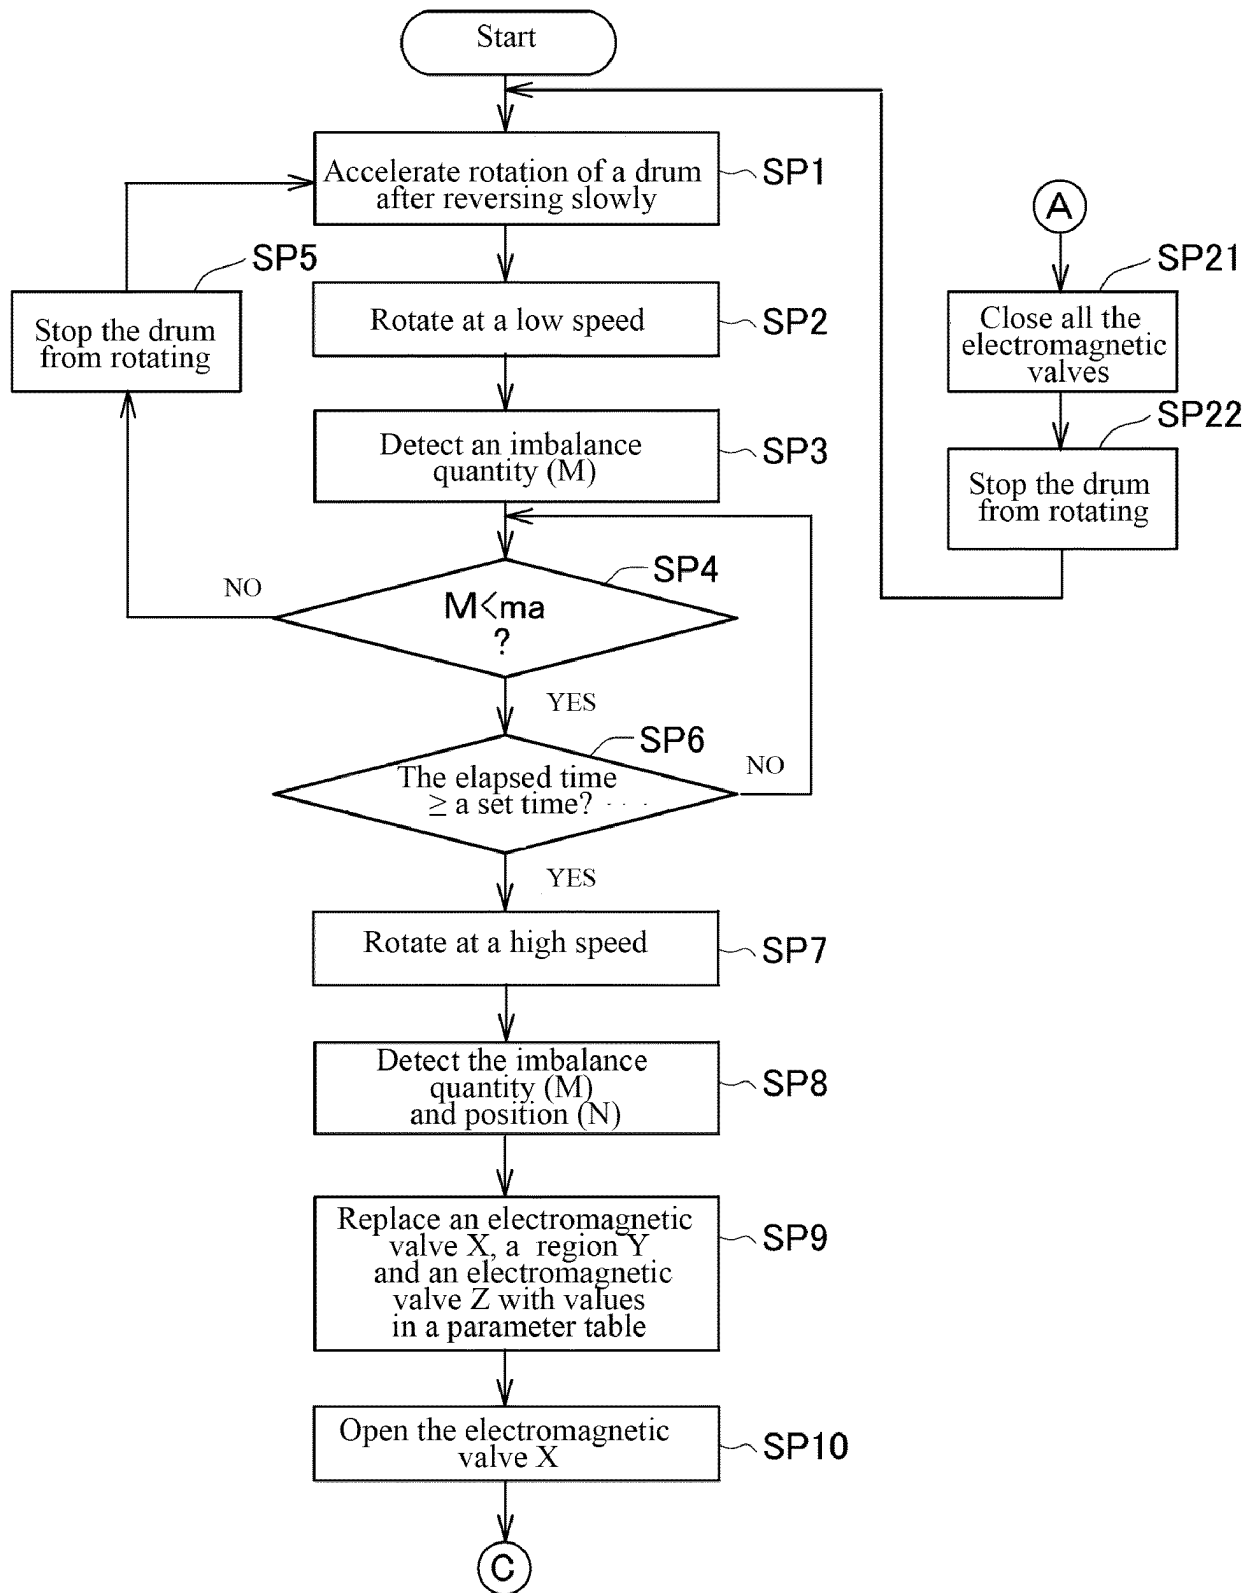 Start
Accelerate rotation of a drum
after reversing slowly
SP1
A
SP5
SP21
Stop the drum
from rotating
Rotate at a low speed
SP2
Close all the
electromagnetic
valves
SP22
Detect an imbalance
quantity (M)
SP3
Stop the drum
from rotating
SP4
NO
M<ma
?
YES
SP6
NO
The elapsed time
≥ a set time?
YES
Rotate at a high speed
SP7
Detect the imbalance
quantity (M)
and position (N)
SP8
Replace an electromagnetic
valve X, a region Y
and an electromagnetic
valve Z with values
in a parameter table
SP9
Open the electromagnetic
valve X
SP10
C